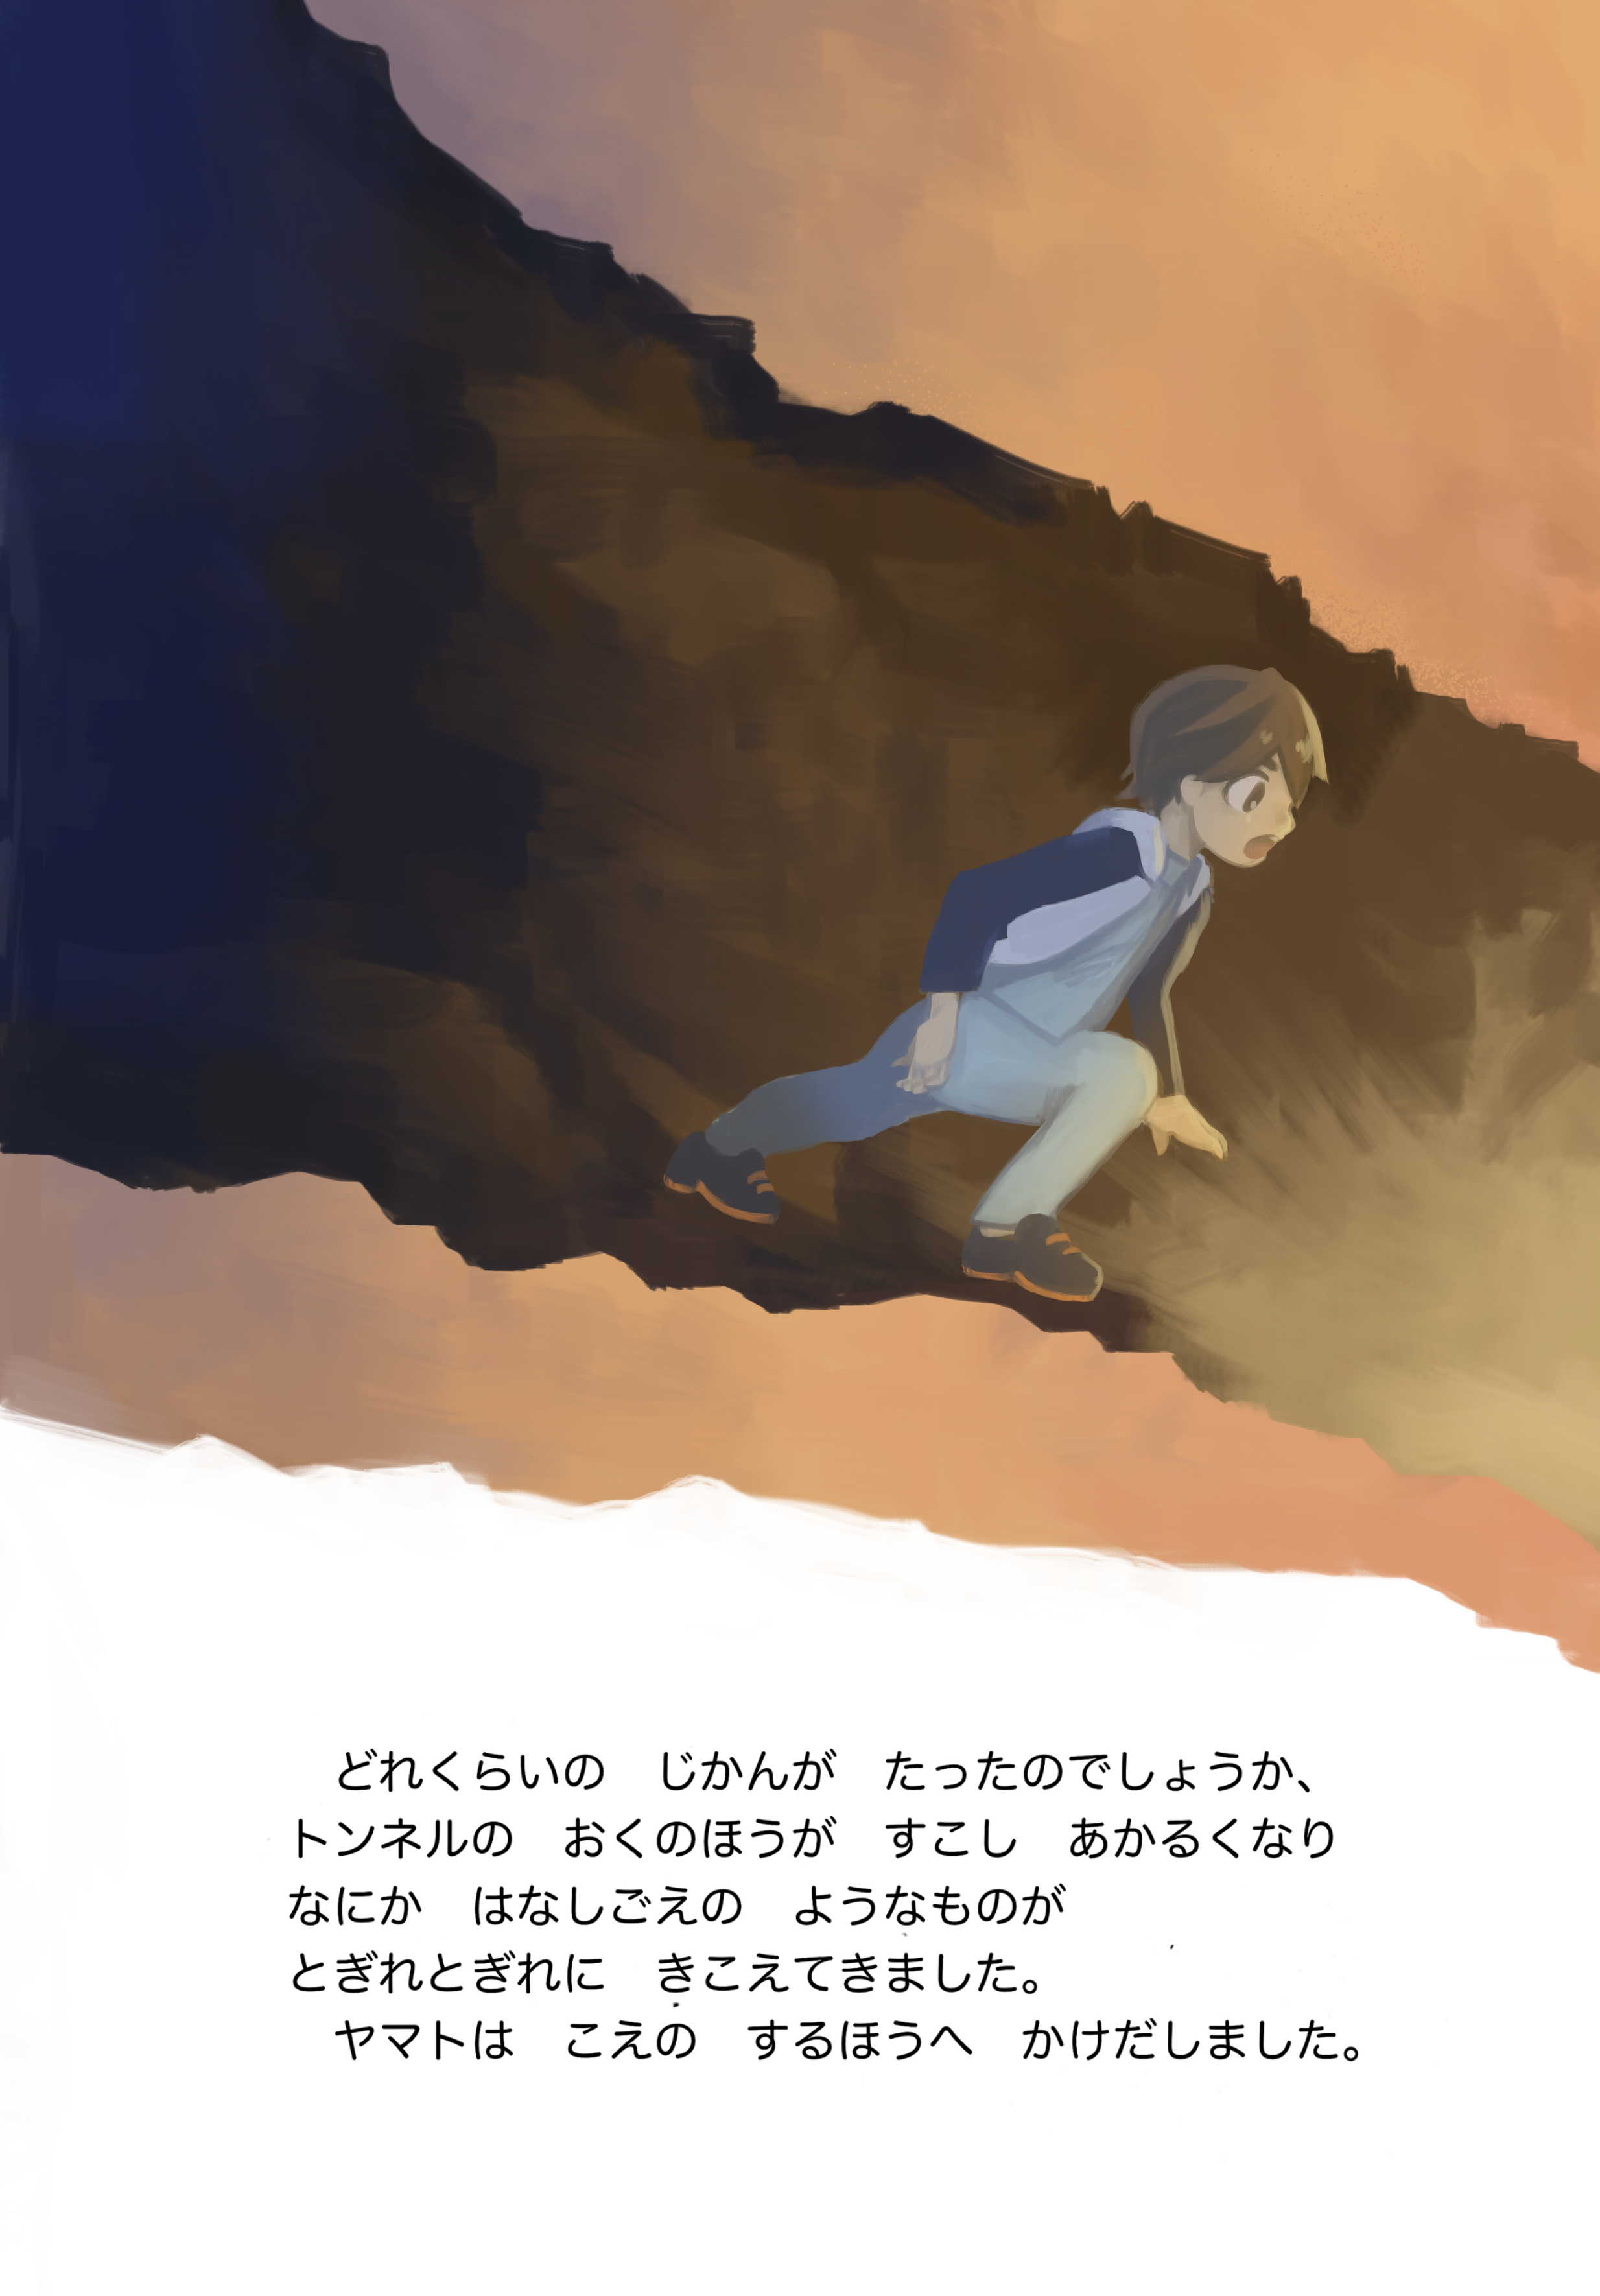 どれくらいの　じかんが　たったのでしょうか、
トンネルの　おくのほうが　すこし　あかるくなり
なにか　はなしごえの　ようなものが
とぎれとぎれに　きこえてきました。
　ヤマトは　こえの　するほうへ　かけだしました。